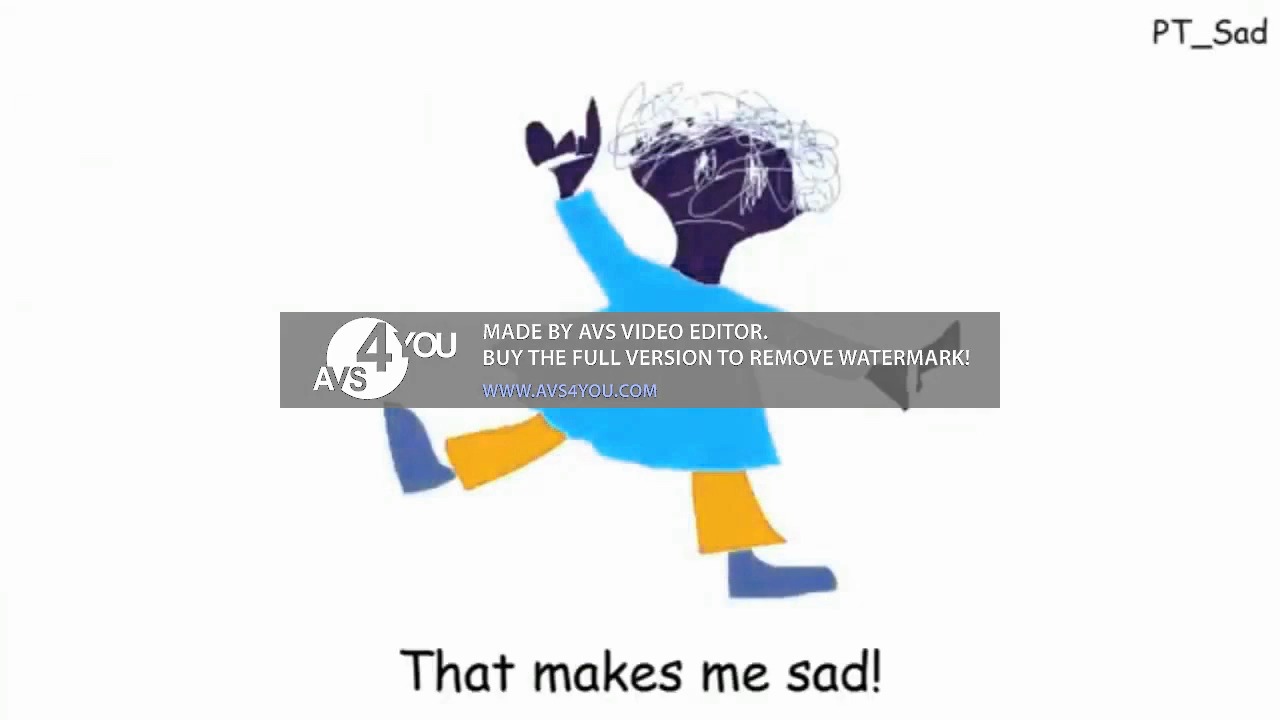 PT_Sad
AVS4YOU
MADE BY AVS VIDEO EDITOR.
BUY THE FULL VERSION TO REMOVE WATERMARK!
WWW.AVS4YOU.COM
That makes me sad!